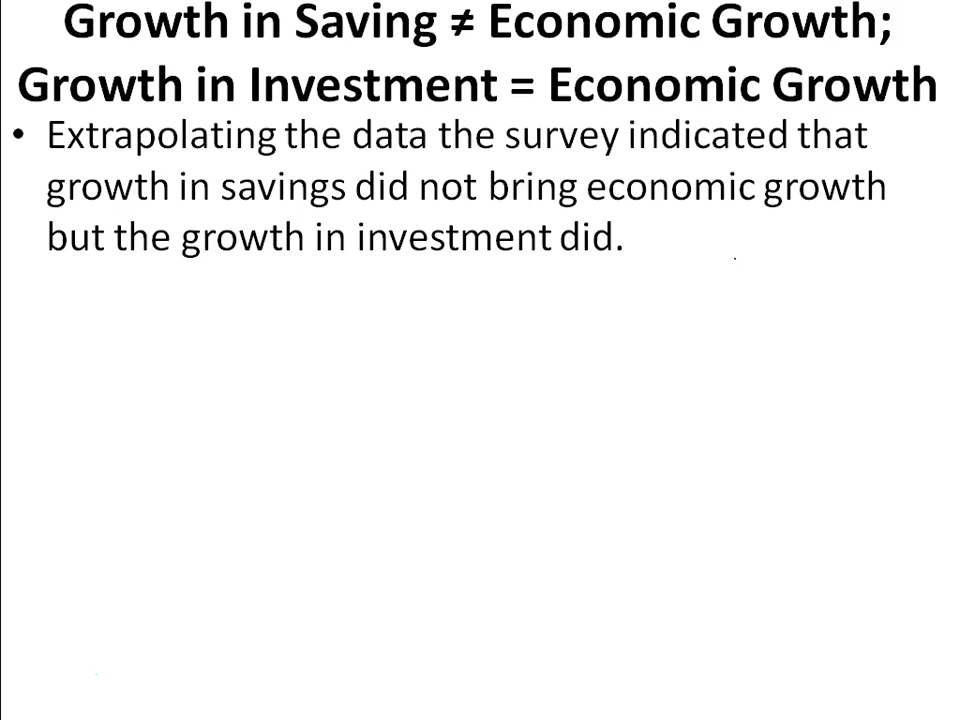 Growth in Saving ≠ Economic Growth;
Growth in Investment = Economic Growth
• Extrapolating the data the survey indicated that
growth in savings did not bring economic growth
but the growth in investment did.